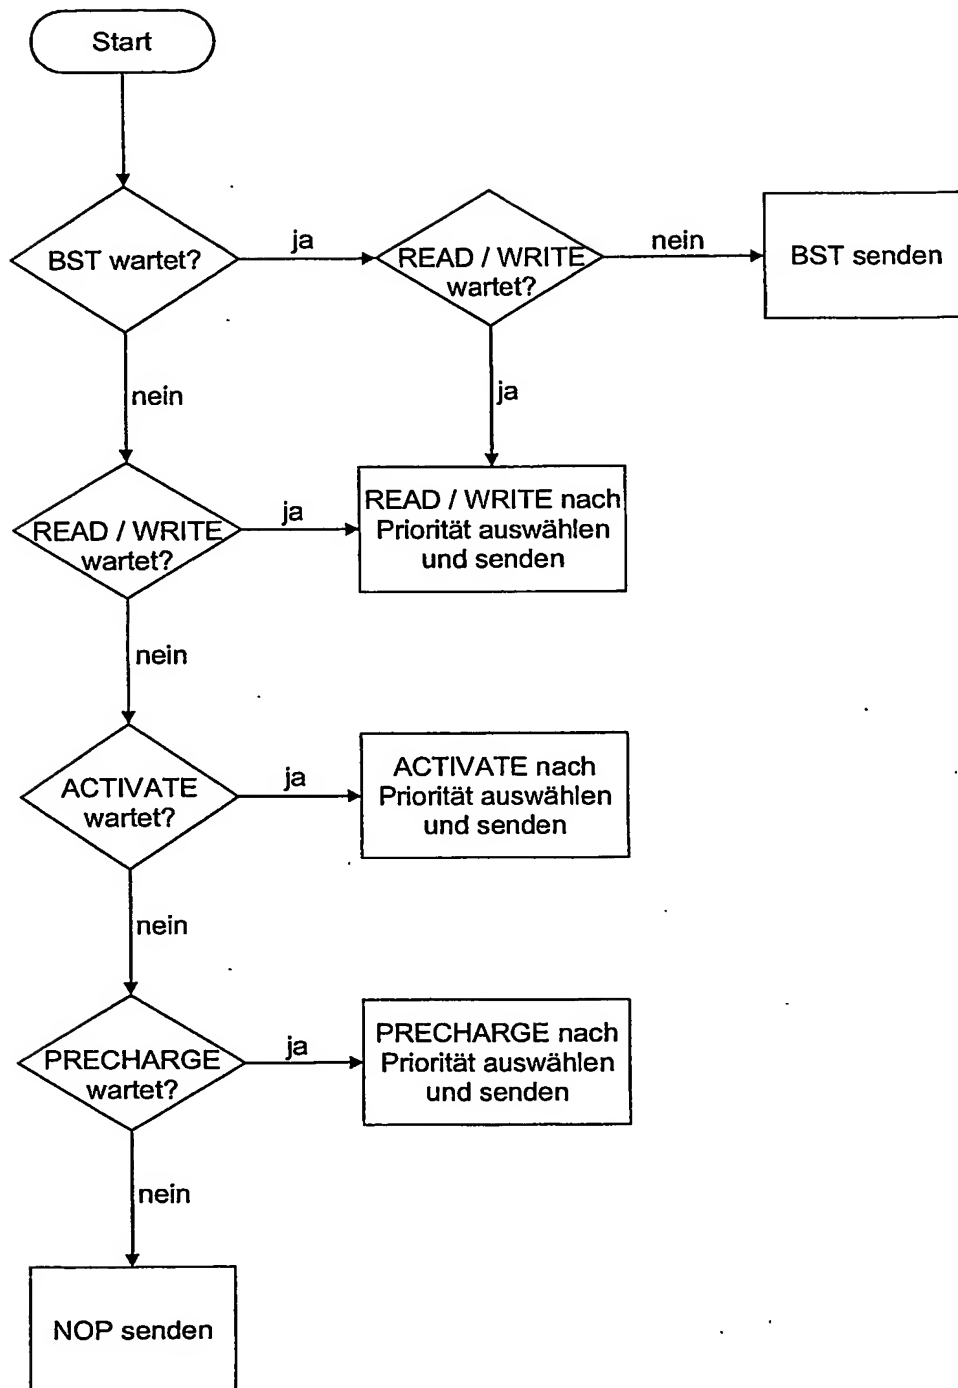 Start
BST wartet?
ja
READ / WRITE
wartet?
nein
BST senden
nein
ja
READ / WRITE
wartet?
ja
READ / WRITE nach
Priorität auswählen
und senden
nein
ACTIVATE
wartet?
ja
ACTIVATE nach
Priorität auswählen
und senden
nein
PRECHARGE
wartet?
ja
PRECHARGE nach
Priorität auswählen
und senden
nein
NOP senden